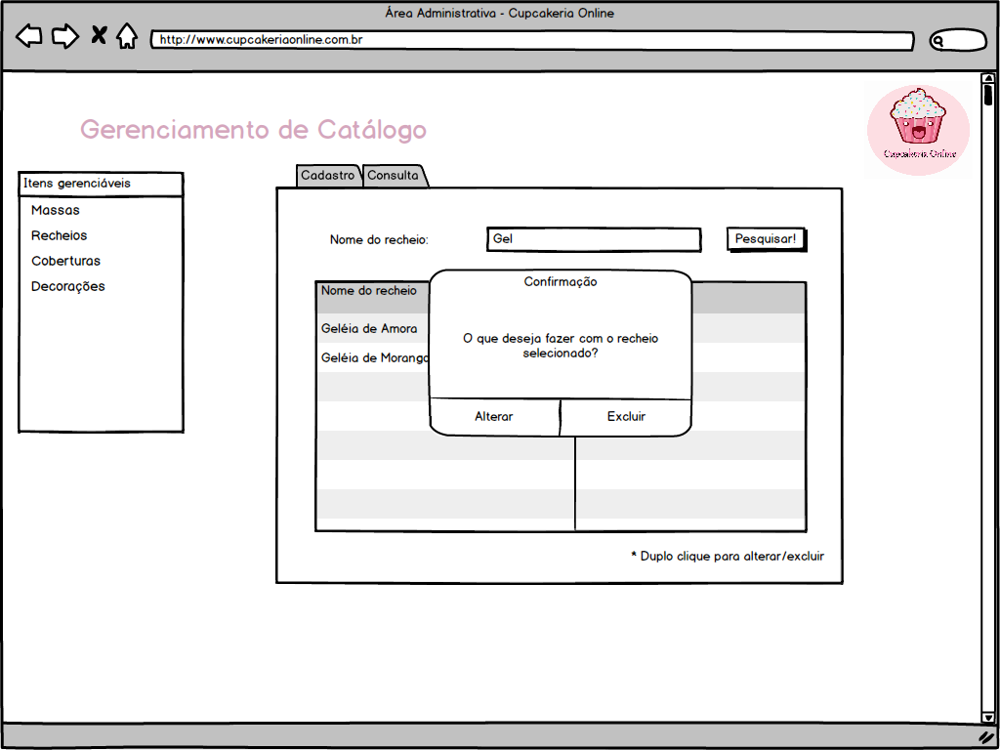 Área Administrativa - Cupcakeria Online
http://www.cupcakeriaonline.com.br
Gerenciamento de Catálogo
Cupcakeria Online
Itens gerenciáveis
Massas
Recheios
Coberturas
Decorações
Cadastro
Consulta
Nome do recheio:
Gel
Pesquisar!
Nome do recheio
Geléia de Amora
Geléia de Morango
Confirmação
O que deseja fazer com o recheio
selecionado?
Alterar
Excluir
* Duplo clique para alterar/excluir